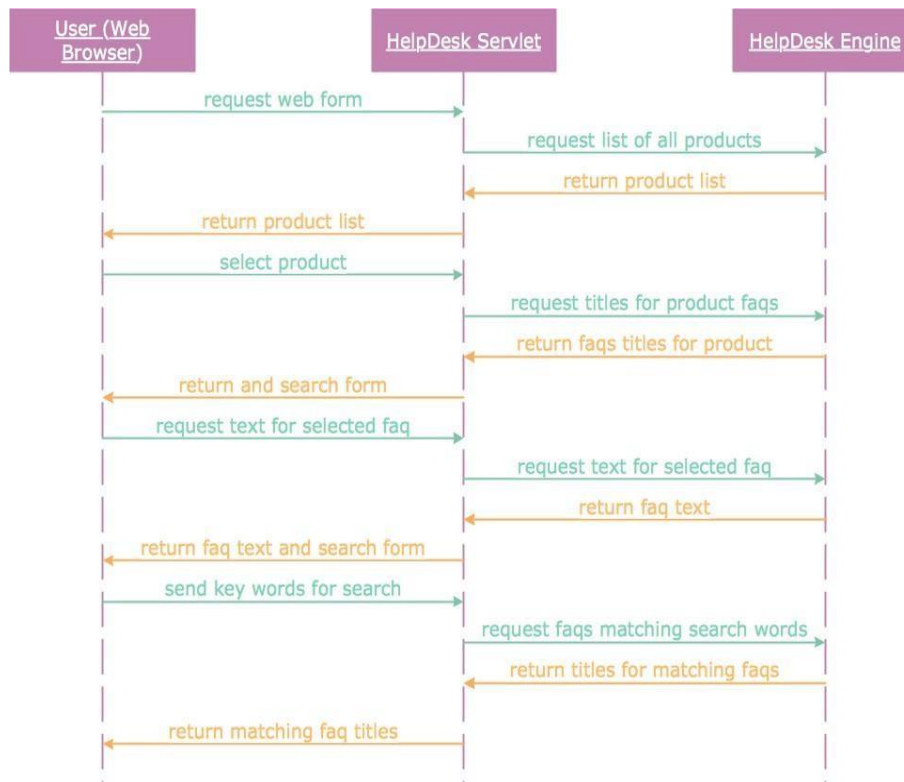 User (Web
Browser)
HelpDesk Servlet
HelpDesk Engine
request web form
request list of all products
return product list
return product list
select product
request titles for product faqs
return faqs titles for product
return and search form
request text for selected faq
request text for selected faq
return faq text
return faq text and search form
send key words for search
request faqs matching search words
return titles for matching faqs
return matching faq titles